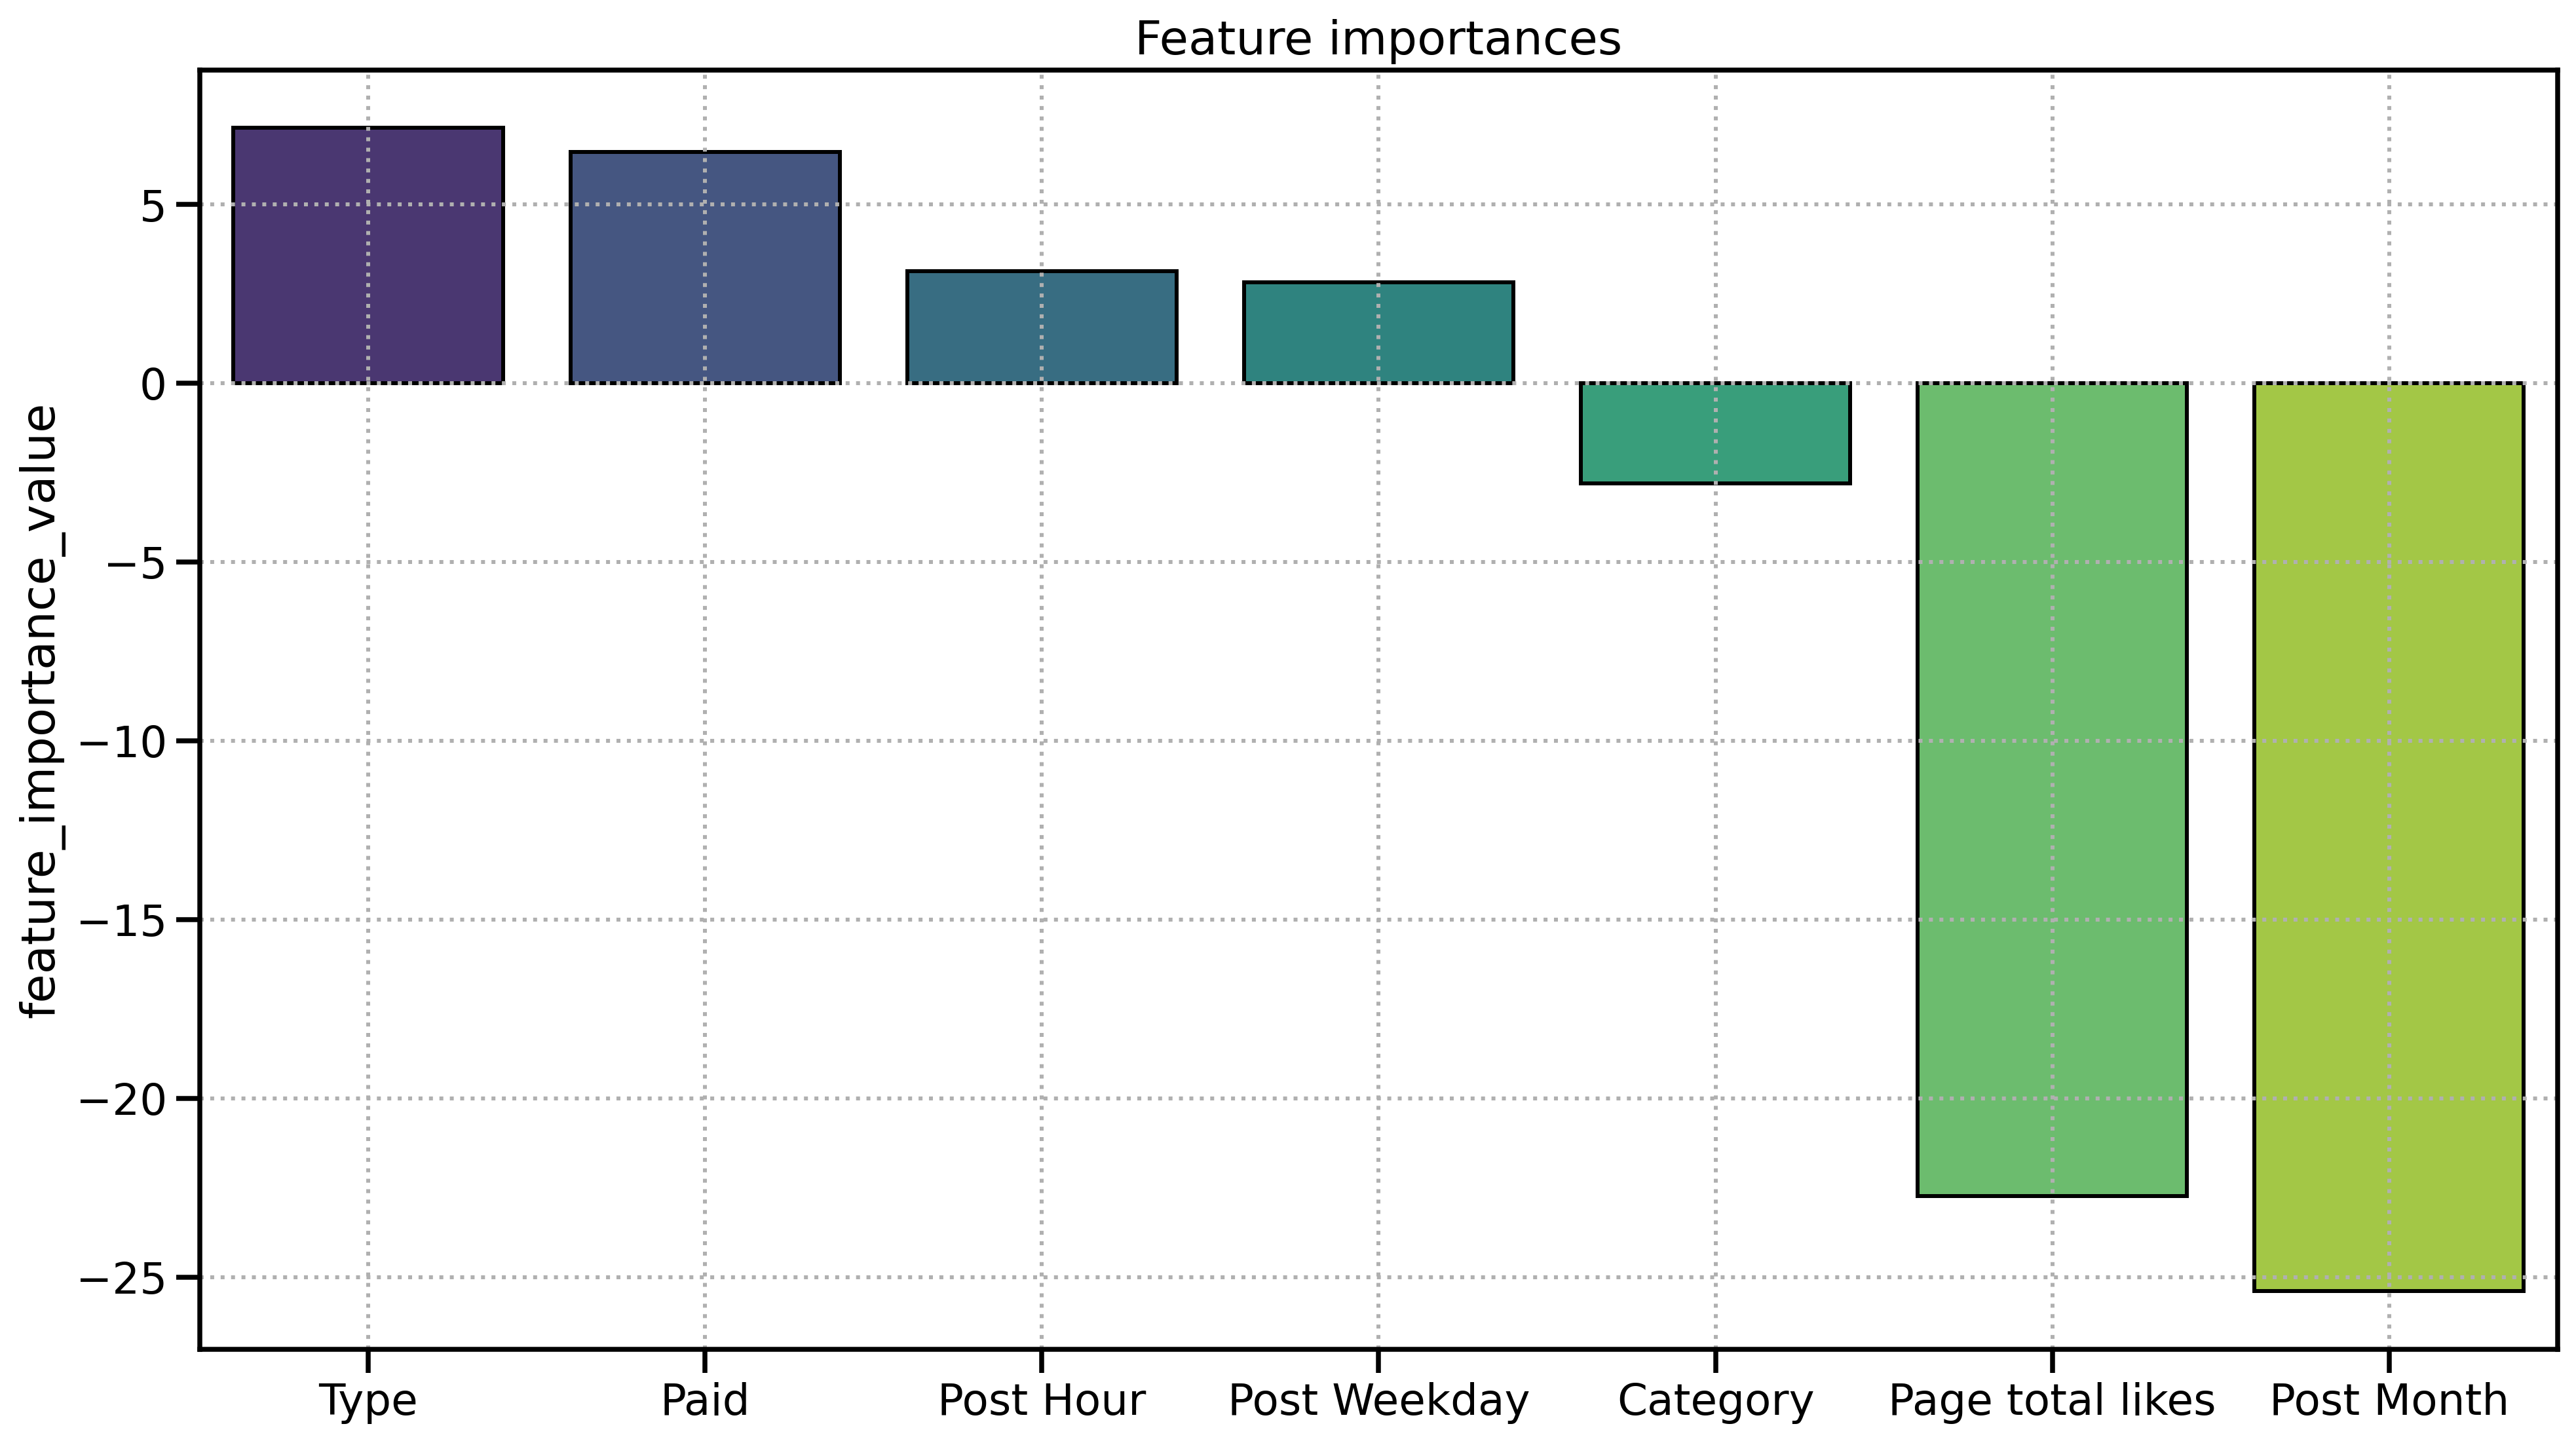 Feature importances
feature_importance_value
5
0
−5
−10
−15
−20
−25
Type
Paid
Post Hour
Post Weekday
Category
Page total likes
Post Month